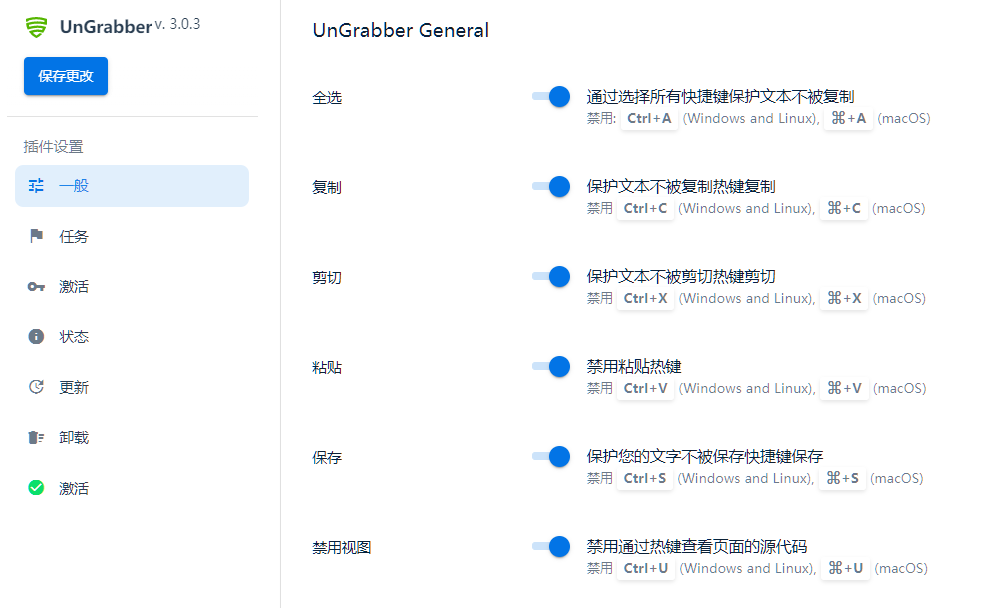 UnGrabber v. 3.0.3
保存更改
插件设置
一般
任务
激活
状态
更新
卸载
激活
UnGrabber General
全选
通过选择所有快捷键保护文本不被复制
禁用: Ctrl+A (Windows and Linux), ⌘+A (macOS)
复制
保护文本不被复制热键复制
禁用 Ctrl+C (Windows and Linux), ⌘+C (macOS)
剪切
保护文本不被剪切热键剪切
禁用 Ctrl+X (Windows and Linux), ⌘+X (macOS)
粘贴
禁用粘贴热键
禁用 Ctrl+V (Windows and Linux), ⌘+V (macOS)
保存
保护您的文字不被保存快捷键保存
禁用 Ctrl+S (Windows and Linux), ⌘+S (macOS)
禁用视图
禁用通过热键查看页面的源代码
禁用 Ctrl+U (Windows and Linux), ⌘+U (macOS)